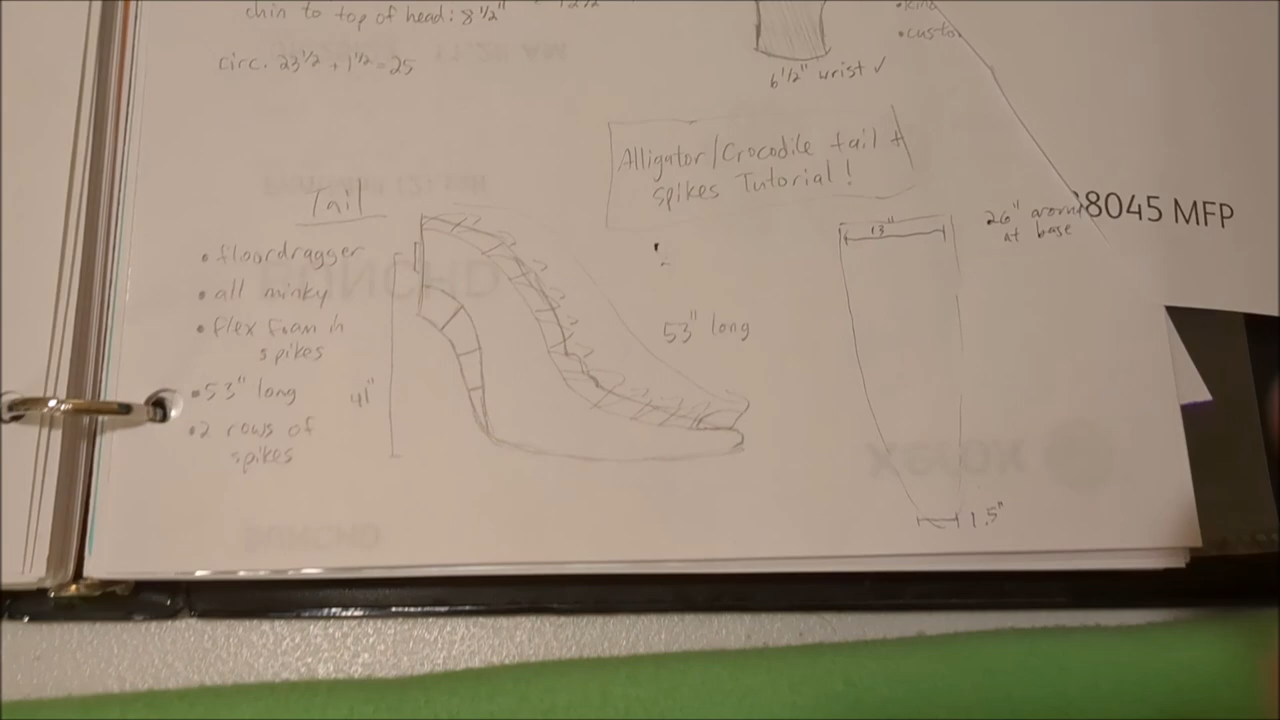 chin to top of head: 8 1/2"
circ. 23 1/2 + 1 1/2 = 25
6 1/2" wrist ✓
•custo
Alligator/Crocodile tail +
spikes Tutorial!
Tail
• floordragger
• all minky
• flex foam in
spikes
• 53" long
• 2 rows of
spikes
41"
53" long
13"
26" around
at base
1.5"
8045 MFP
xerox